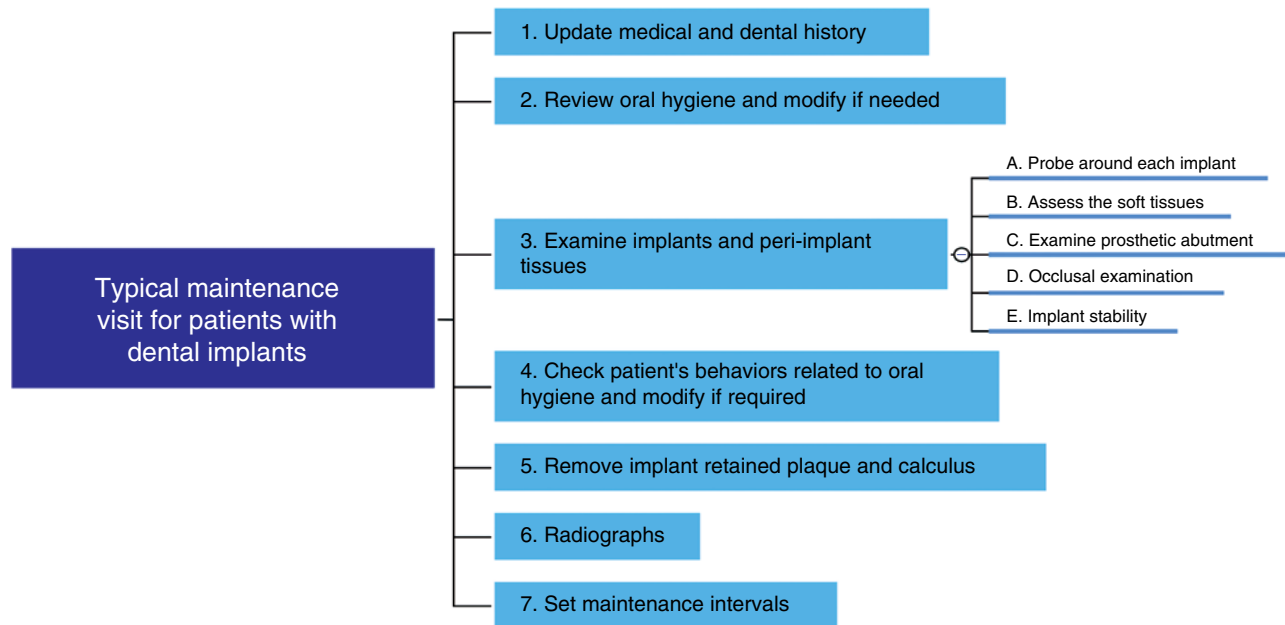 Typical maintenance
visit for patients with
dental implants
1. Update medical and dental history
2. Review oral hygiene and modify if needed
3. Examine implants and peri-implant
tissues
A. Probe around each implant
B. Assess the soft tissues
C. Examine prosthetic abutment
D. Occlusal examination
E. Implant stability
4. Check patient's behaviors related to oral
hygiene and modify if required
5. Remove implant retained plaque and calculus
6. Radiographs
7. Set maintenance intervals